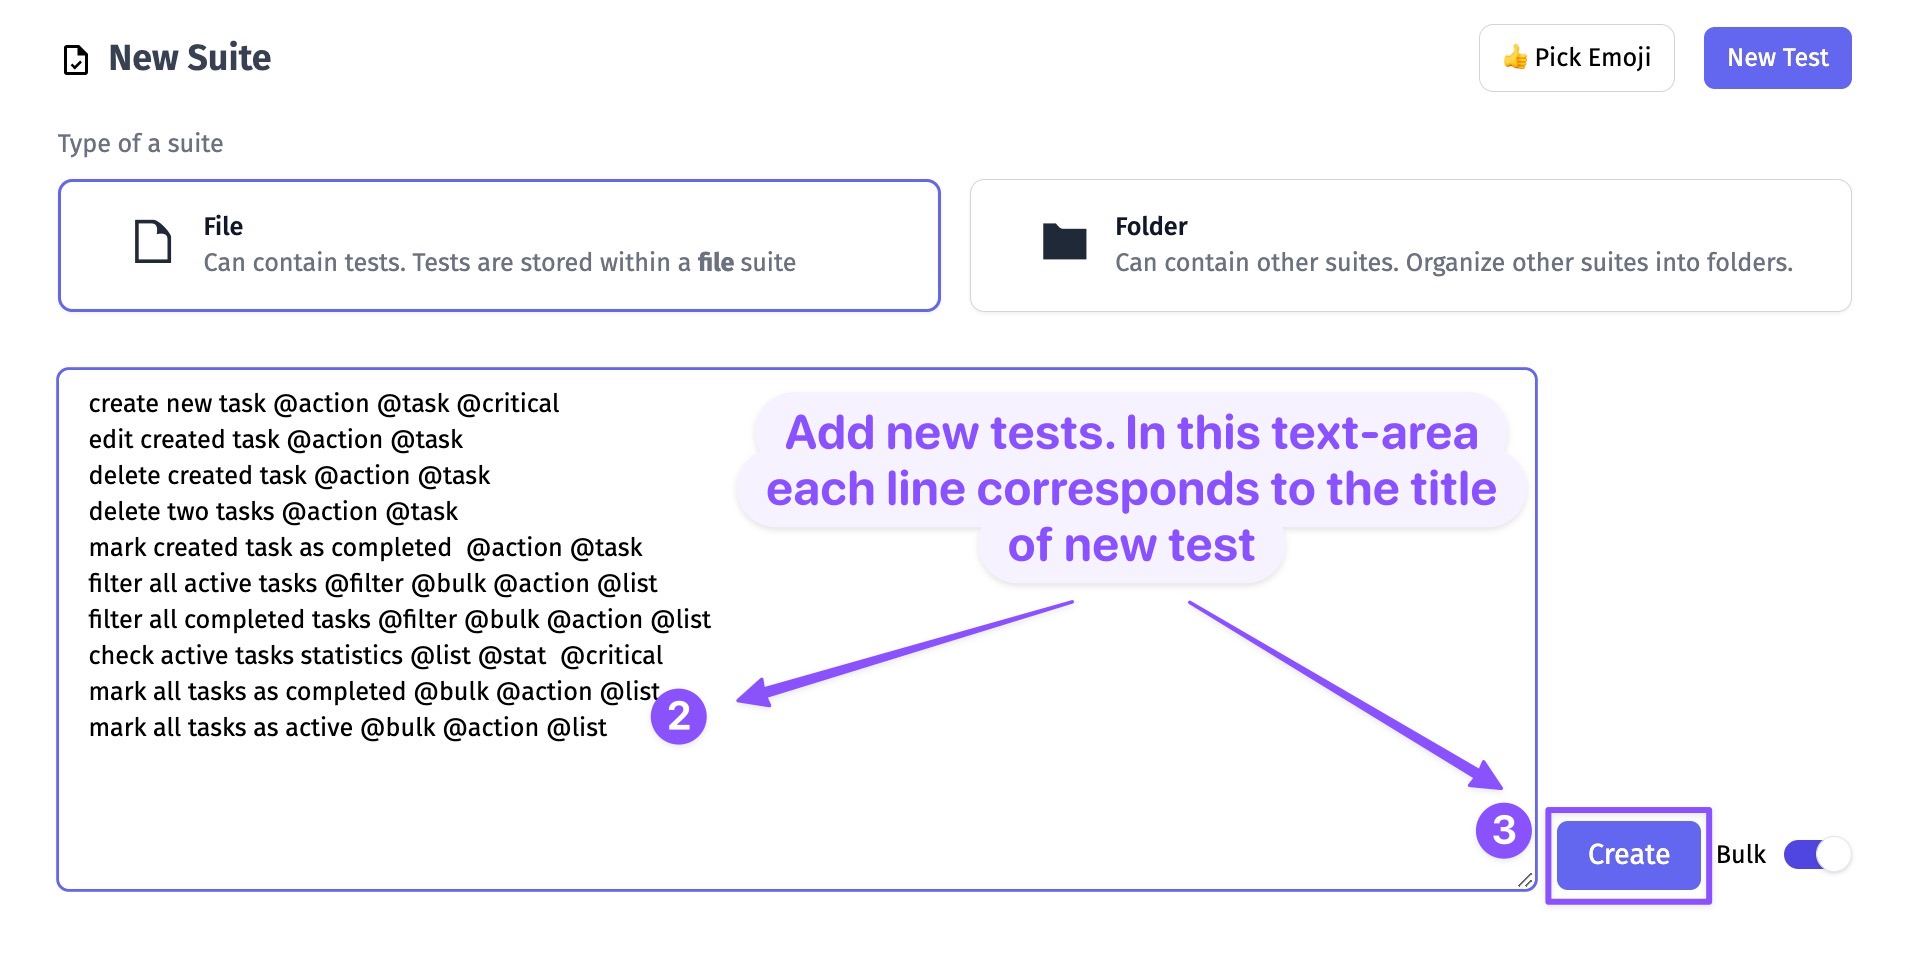 New Suite
👍 Pick Emoji
New Test
Type of a suite
File
Can contain tests. Tests are stored within a file suite
Folder
Can contain other suites. Organize other suites into folders.
create new task @action @task @critical
edit created task @action @task
delete created task @action @task
delete two tasks @action @task
mark created task as completed  @action @task
filter all active tasks @filter @bulk @action @list
filter all completed tasks @filter @bulk @action @list
check active tasks statistics @list @stat  @critical
mark all tasks as completed @bulk @action @list
mark all tasks as active @bulk @action @list
Add new tests. In this text-area
each line corresponds to the title
of new test
2
3
Create
Bulk